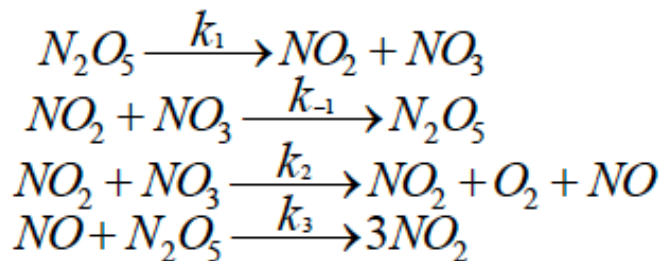 N₂O₅ —k₁→ NO₂ + NO₃
NO₂ + NO₃ —k₋₁→ N₂O₅
NO₂ + NO₃ —k₂→ NO₂ + O₂ + NO
NO + N₂O₅ —k₃→ 3NO₂